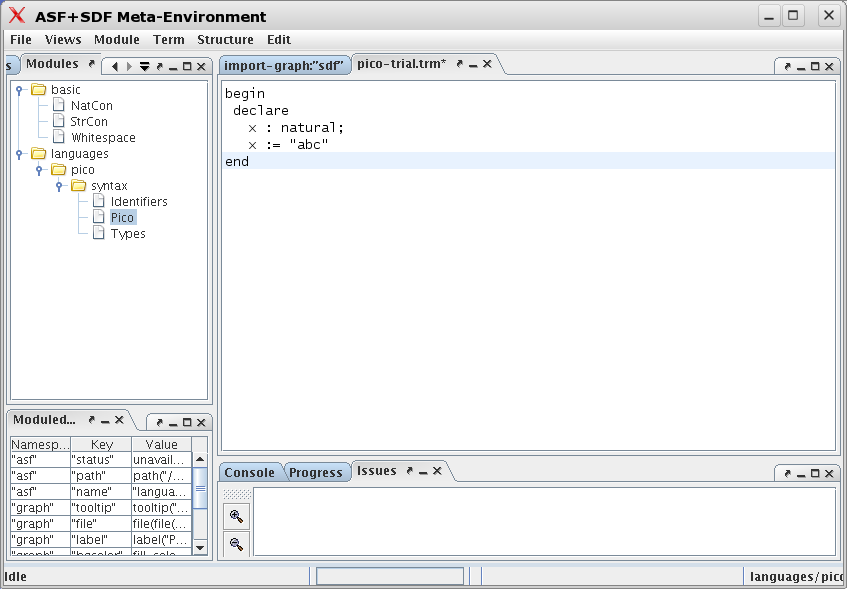 ASF+SDF Meta-Environment
File Views Module Term Structure Edit
s Modules
basic
NatCon
StrCon
Whitespace
languages
pico
syntax
Identifiers
Pico
Types
import-graph:"sdf" pico-trial.trm*
begin
declare
x : natural;
x := "abc"
end
Moduled...
Namesp... Key Value
"asf" "status" unavail...
"asf" "path" path("/...
"asf" "name" "langua...
"graph" "tooltip" tooltip("...
"graph" "file" file(file(...
"graph" "label" label("P...
"graph" "bgcolor"
Console Progress Issues
Idle
languages/pico